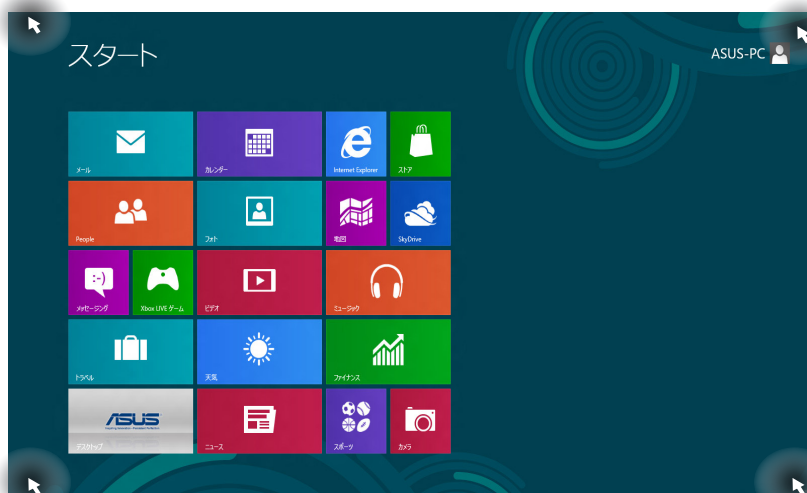 スタート
ASUS-PC
メール
カレンダー
Internet Explorer
ストア
People
フォト
地図
SkyDrive
メッセージング
Xbox LIVE ゲーム
ビデオ
ミュージック
トラベル
天気
ファイナンス
ASUS
デスクトップ
ニュース
スポーツ
カメラ